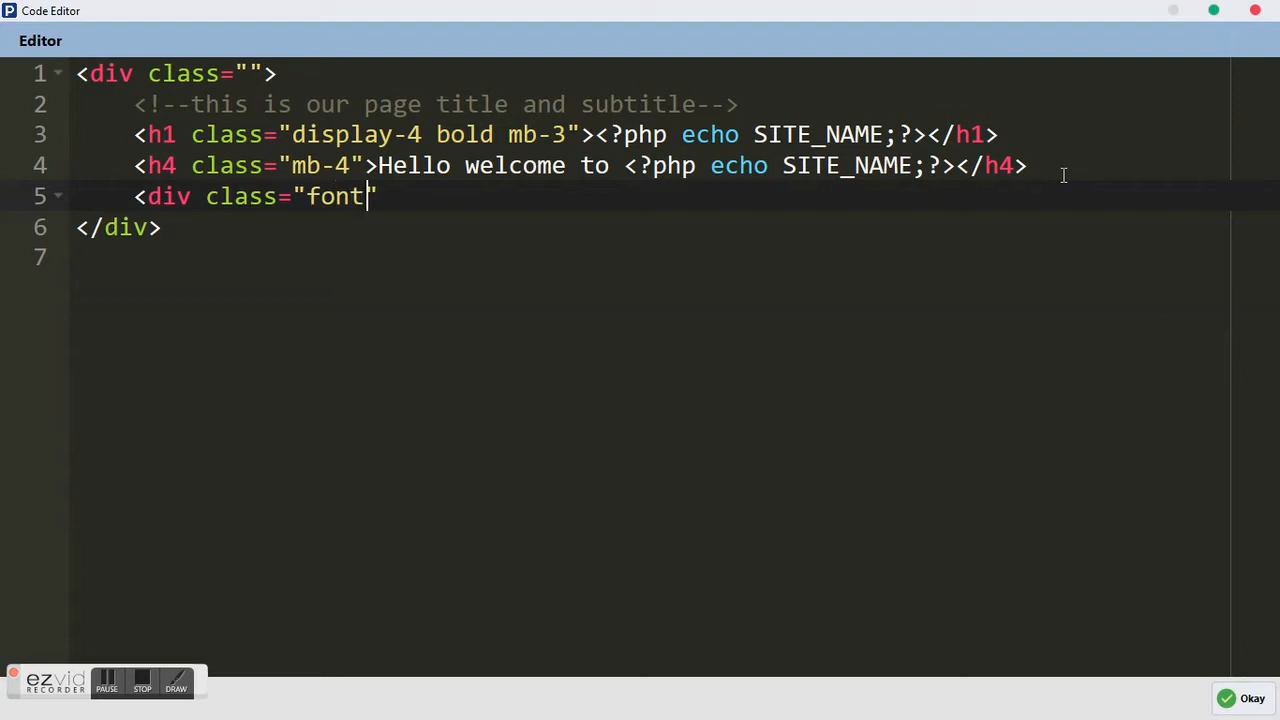 Code Editor
Editor
1 <div class="">
2 <!--this is our page title and subtitle-->
3 <h1 class="display-4 bold mb-3"><?php echo SITE_NAME;?></h1>
4 <h4 class="mb-4">Hello welcome to <?php echo SITE_NAME;?></h4>
5 <div class="font"
6 </div>
7
ezvid
RECORDER
PAUSE STOP DRAW
Okay